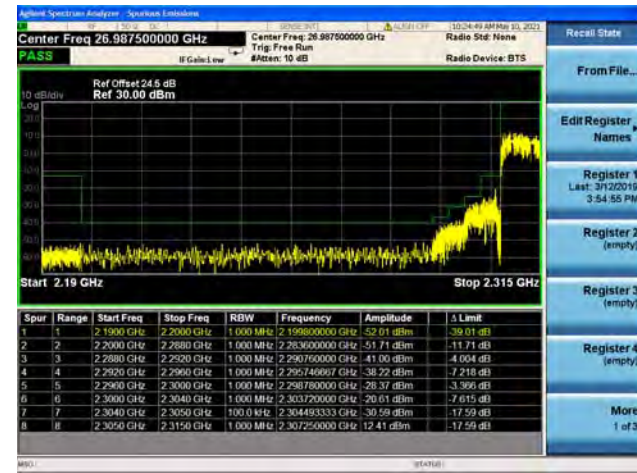 Agilent Spectrum Analyzer - Spurious Emissions
SENSE:INT
ALIGN OFF
10:24:49 AM May 10, 2021
Center Freq 26.987500000 GHz
Center Freq: 26.987500000 GHz
Radio Std: None
Trig: Free Run
PASS
IFGain:Low
#Atten: 10 dB
Radio Device: BTS
Ref Offset 24.5 dB
10 dB/div
Ref 30.00 dBm
Log
Start 2.19 GHz
Stop 2.315 GHz
Spur Range Start Freq Stop Freq RBW Frequency Amplitude Δ Limit
1 1 2.1900 GHz 2.2000 GHz 1.000 MHz 2.199800000 GHz -52.01 dBm -39.01 dB
2 2 2.2000 GHz 2.2880 GHz 1.000 MHz 2.283600000 GHz -51.71 dBm -11.71 dB
3 3 2.2880 GHz 2.2920 GHz 1.000 MHz 2.290760000 GHz -41.00 dBm -4.004 dB
4 4 2.2920 GHz 2.2960 GHz 1.000 MHz 2.295746667 GHz -38.22 dBm -7.218 dB
5 5 2.2960 GHz 2.3000 GHz 1.000 MHz 2.298780000 GHz -28.37 dBm -3.366 dB
6 6 2.3000 GHz 2.3040 GHz 1.000 MHz 2.303720000 GHz -20.61 dBm -7.615 dB
7 7 2.3040 GHz 2.3050 GHz 100.0 kHz 2.304493333 GHz -30.59 dBm -17.59 dB
8 8 2.3050 GHz 2.3150 GHz 1.000 MHz 2.307250000 GHz 12.41 dBm -17.59 dB
MSG
STATUS
Recall State
From File...
Edit Register
Names
Register 1
Last: 3/12/2019
3:54:55 PM
Register 2
(empty)
Register 3
(empty)
Register 4
(empty)
More
1 of 3